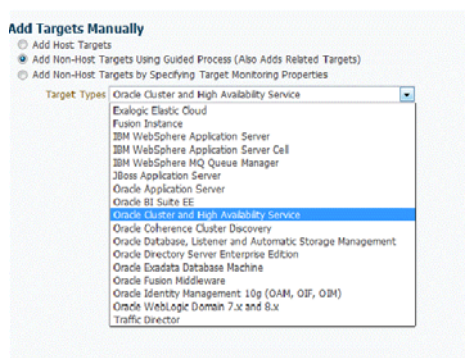 Add Targets Manually
Add Host Targets
Add Non-Host Targets Using Guided Process (Also Adds Related Targets)
Add Non-Host Targets by Specifying Target Monitoring Properties
Target Types Oracle Cluster and High Availability Service
Exalogic Elastic Cloud
Fusion Instance
IBM WebSphere Application Server
IBM WebSphere Application Server Cell
IBM WebSphere MQ Queue Manager
JBoss Application Server
Oracle Application Server
Oracle BI Suite EE
Oracle Cluster and High Availability Service
Oracle Coherence Cluster Discovery
Oracle Database, Listener and Automatic Storage Management
Oracle Directory Server Enterprise Edition
Oracle Exadata Database Machine
Oracle Fusion Middleware
Oracle Identity Management 10g (OAM, OIF, OIM)
Oracle WebLogic Domain 7.x and 8.x
Traffic Director